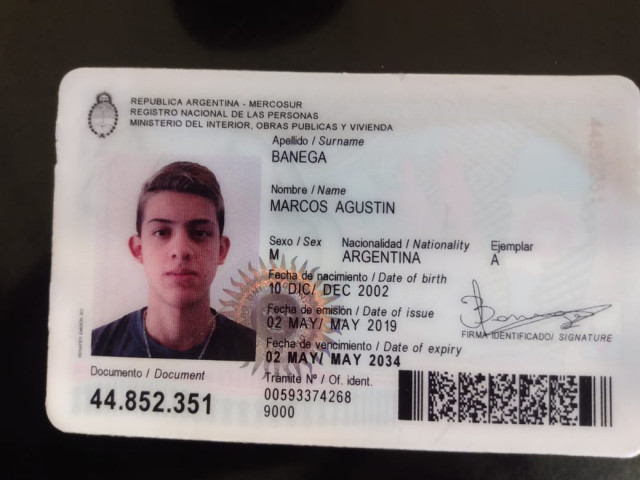 REPUBLICA ARGENTINA - MERCOSUR
REGISTRO NACIONAL DE LAS PERSONAS
MINISTERIO DEL INTERIOR, OBRAS PUBLICAS Y VIVIENDA
Apellido / Surname
BANEGA
Nombre / Name
MARCOS AGUSTIN
Sexo / Sex Nacionalidad / Nationality Ejemplar
M ARGENTINA A
Fecha de nacimiento / Date of birth
10 DIC/ DEC 2002
Fecha de emisión / Date of issue
02 MAY/ MAY 2019
FIRMA IDENTIFICADO/ SIGNATURE
Fecha de vencimiento / Date of expiry
02 MAY/ MAY 2034
Documento / Document
44.852.351
Trámite Nº / Of. ident.
00593374268
9000